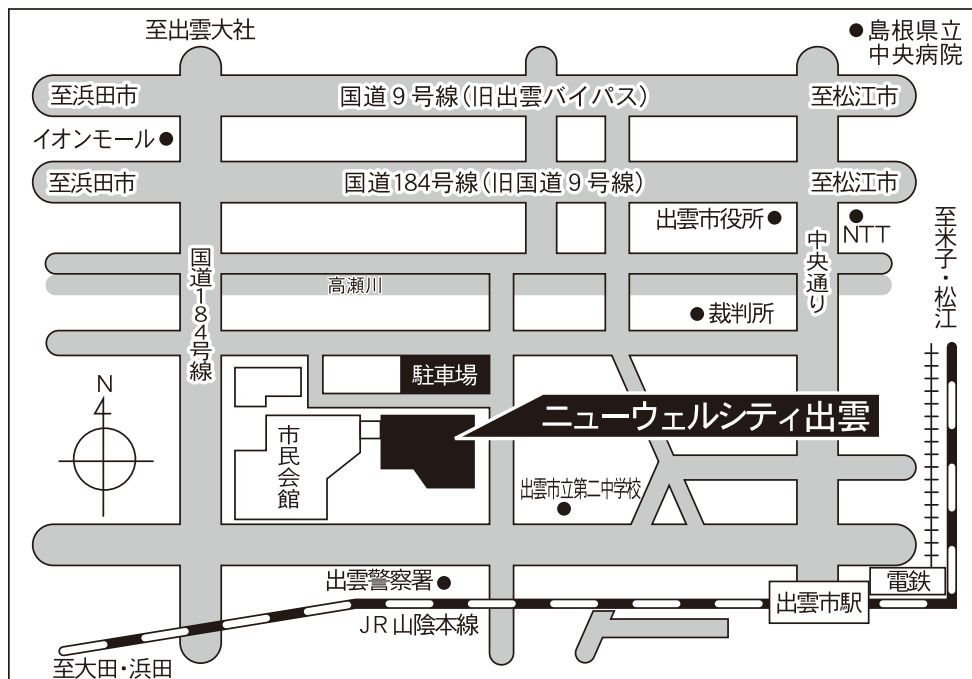 至出雲大社
島根県立
中央病院
至浜田市
国道9号線(旧出雲バイパス)
至松江市
イオンモール
至浜田市
国道184号線(旧国道9号線)
至松江市
出雲市役所
NTT
至米子・松江
中央通り
国道184号線
高瀬川
裁判所
駐車場
N
ニューウェルシティ出雲
市民会館
出雲市立第二中学校
出雲警察署
電鉄
出雲市駅
JR山陰本線
至大田・浜田